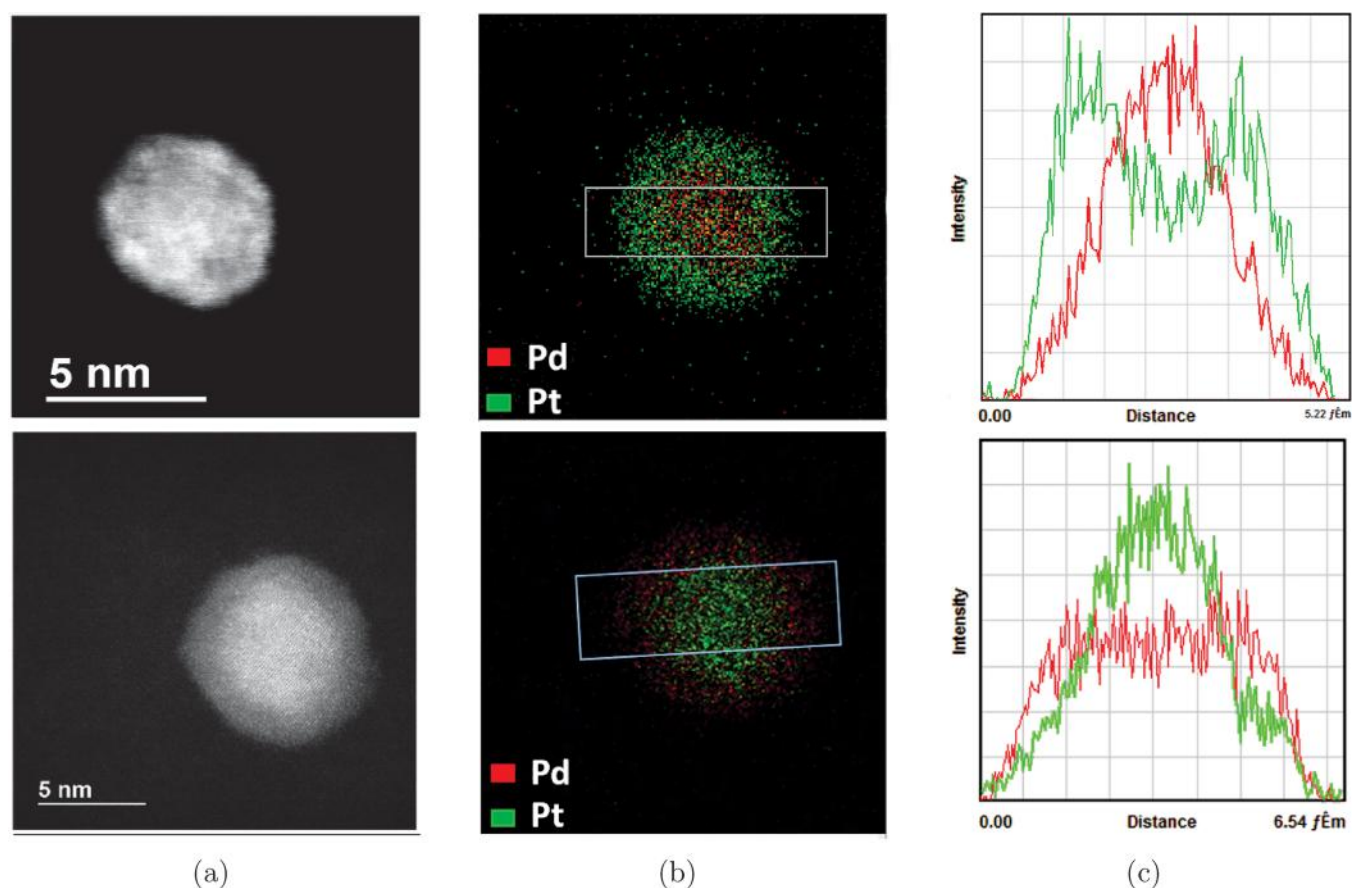 5 nm
Pd
Pt
Intensity
0.00 Distance 5.22 ƒÊm
5 nm
Pd
Pt
Intensity
0.00 Distance 6.54 ƒÊm
(a) (b) (c)